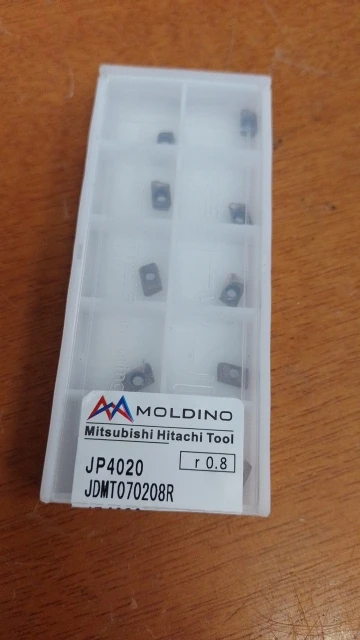 MOLDINO
Mitsubishi Hitachi Tool
JP4020
r 0.8
JDMT070208R